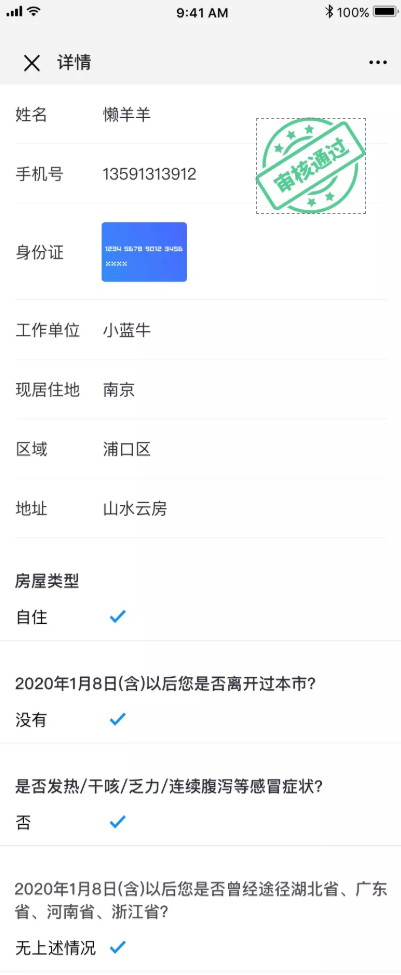 9:41 AM
100%
详情
姓名 懒羊羊
手机号 13591313912
审核通过
身份证
1234 5678 9012 3456
××××
工作单位 小蓝牛
现居住地 南京
区域 浦口区
地址 山水云房
房屋类型
自住
2020年1月8日(含)以后您是否离开过本市?
没有
是否发热/干咳/乏力/连续腹泻等感冒症状?
否
2020年1月8日(含)以后您是否曾经途径湖北省、广东
省、河南省、浙江省?
无上述情况